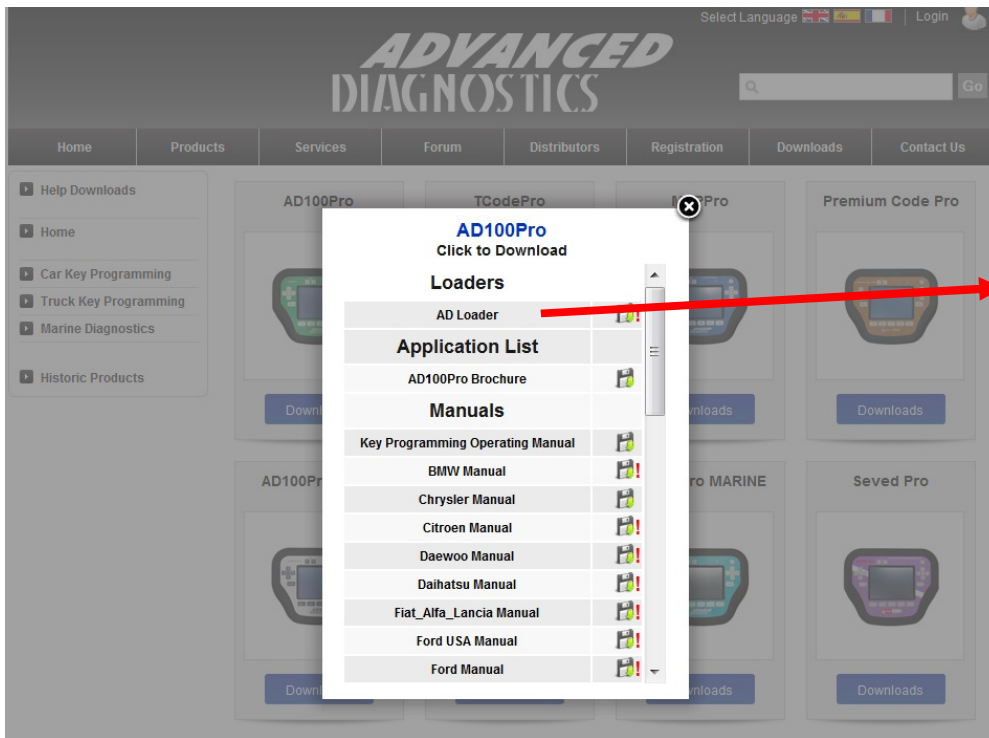 Select Language | Login
ADVANCED
DIAGNOSTICS
Go
Home Products Services Forum Distributors Registration Downloads Contact Us
Help Downloads
Home
Car Key Programming
Truck Key Programming
Marine Diagnostics
Historic Products
AD100Pro TCodePro Premium Code Pro
AD100Pro
Click to Download
Loaders
AD Loader !
Application List
AD100Pro Brochure
Manuals
Key Programming Operating Manual
BMW Manual !
Chrysler Manual
Citroen Manual !
Daewoo Manual !
Daihatsu Manual !
Fiat_Alfa_Lancia Manual !
Ford USA Manual !
Ford Manual !
Downloads
MARINE Seved Pro
Downloads